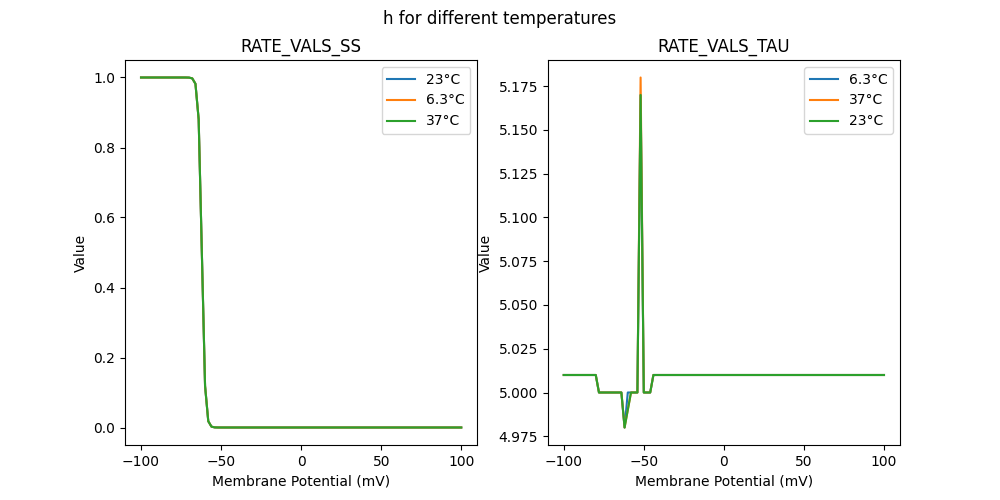 h for different temperatures
RATE_VALS_SS
1.0
0.8
0.6
0.4
0.2
0.0
Value
−100
−50
0
50
100
Membrane Potential (mV)
23°C
6.3°C
37°C
RATE_VALS_TAU
5.175
5.150
5.125
5.100
5.075
5.050
5.025
5.000
4.975
Value
−100
−50
0
50
100
Membrane Potential (mV)
6.3°C
37°C
23°C